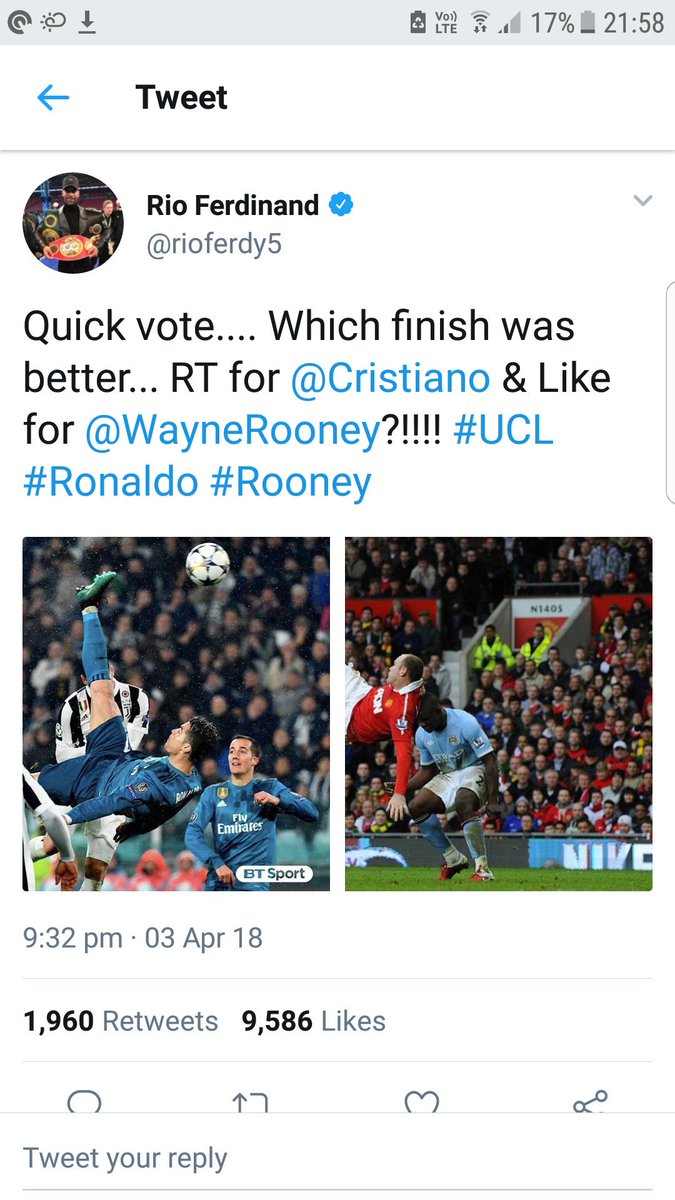 Vo))
LTE
17%
21:58
Tweet
Rio Ferdinand
@rioferdy5
Quick vote.... Which finish was
better... RT for @Cristiano & Like
for @WayneRooney?!!!! #UCL
#Ronaldo #Rooney
Fly
Emirates
BT Sport
N1405
NIKE
9:32 pm · 03 Apr 18
1,960 Retweets 9,586 Likes
Tweet your reply